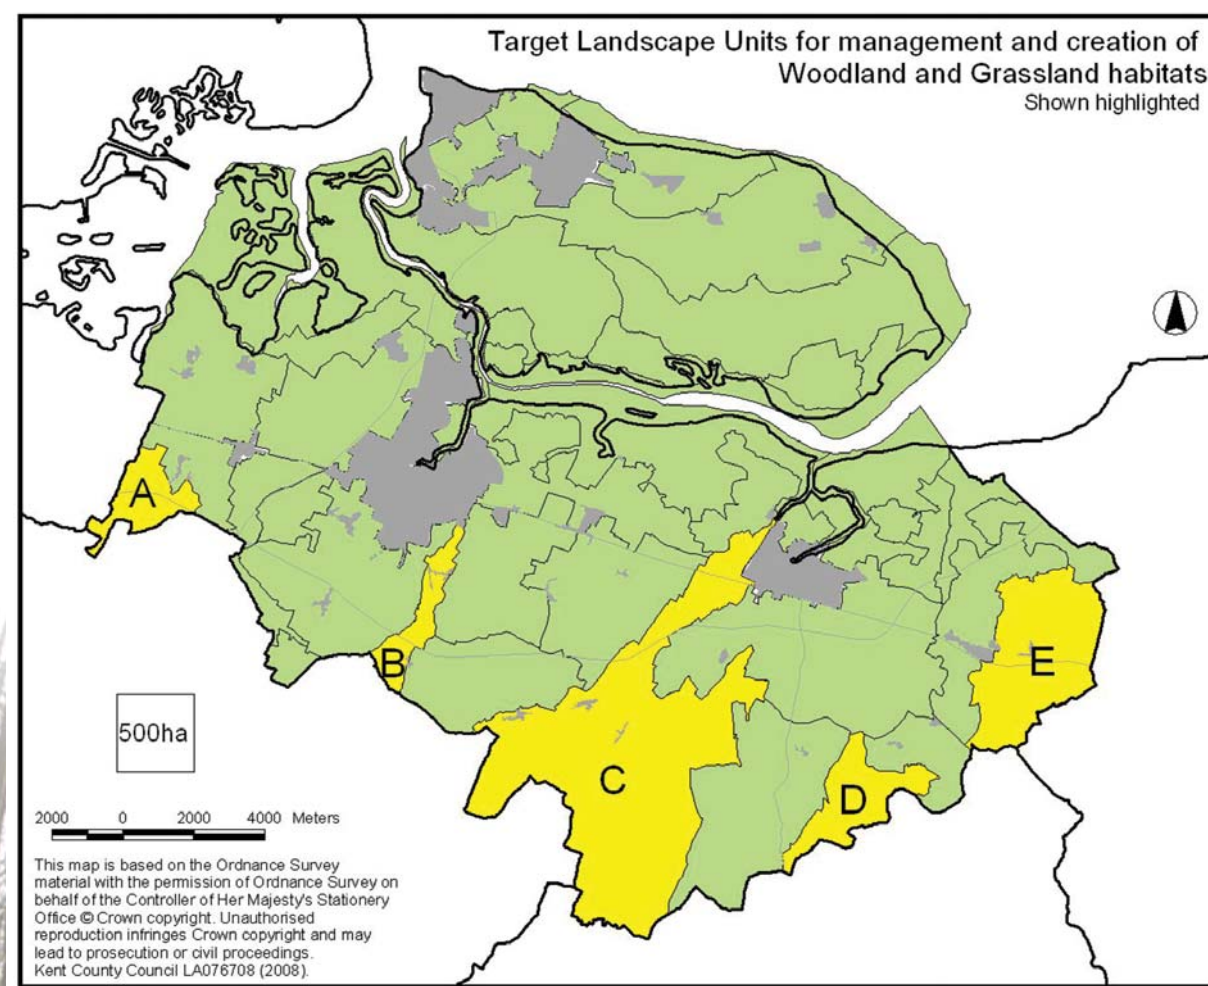 Target Landscape Units for management and creation of
Woodland and Grassland habitats
Shown highlighted
A
B
E
C
D
500ha
2000 0 2000 4000 Meters
This map is based on the Ordnance Survey
material with the permission of Ordnance Survey on
behalf of the Controller of Her Majesty's Stationery
Office © Crown copyright. Unauthorised
reproduction infringes Crown copyright and may
lead to prosecution or civil proceedings.
Kent County Council LA076708 (2008).